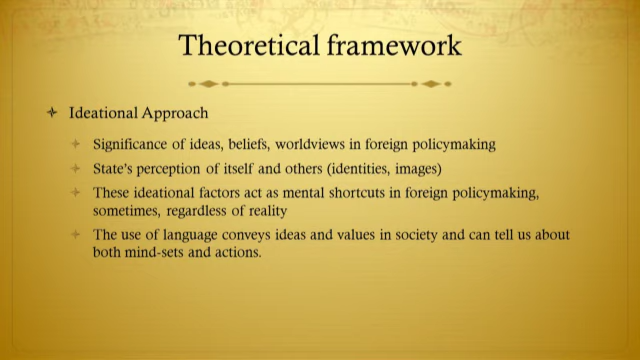 Theoretical framework
Ideational Approach
Significance of ideas, beliefs, worldviews in foreign policymaking
State's perception of itself and others (identities, images)
These ideational factors act as mental shortcuts in foreign policymaking,
sometimes, regardless of reality
The use of language conveys ideas and values in society and can tell us about
both mind-sets and actions.